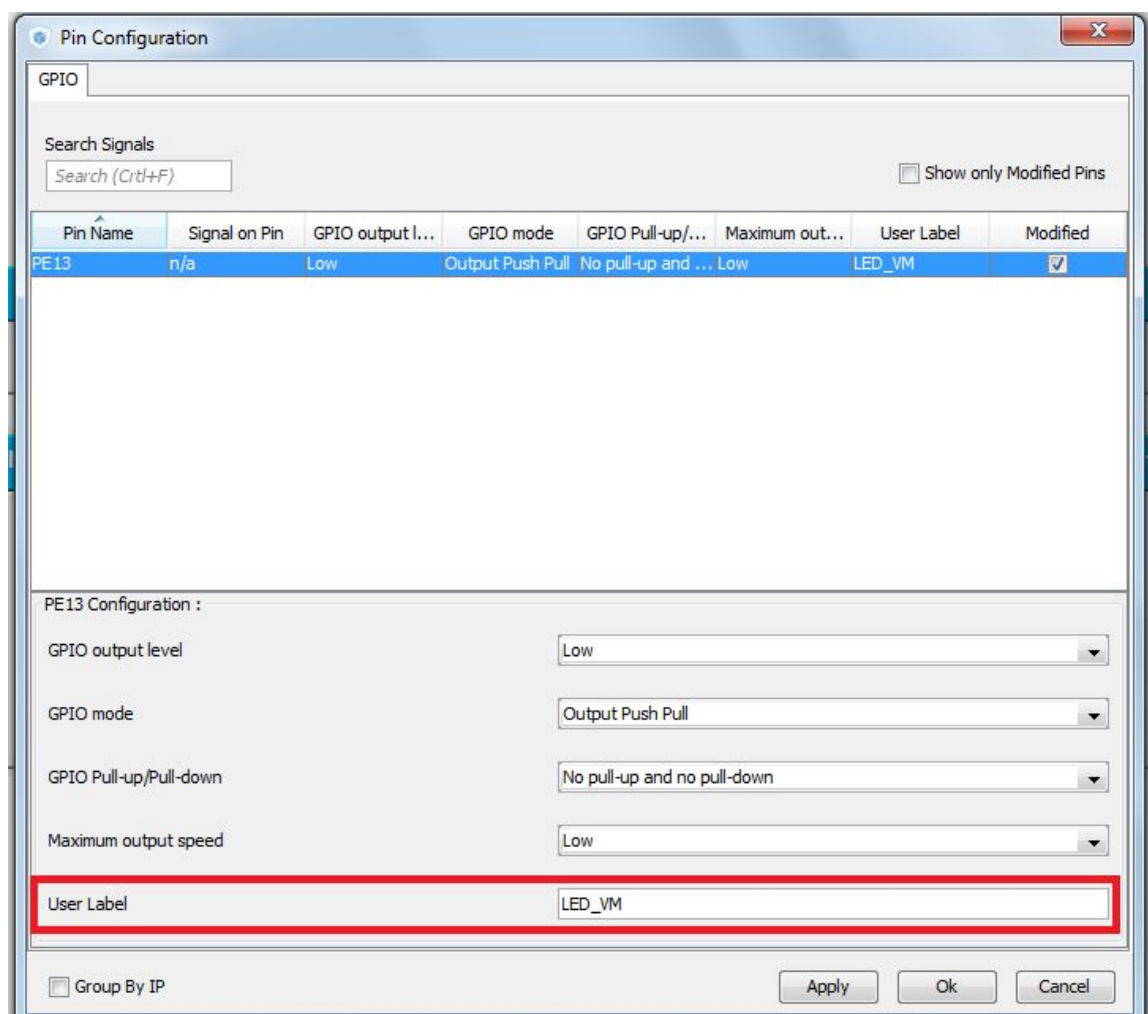 Pin Configuration
GPIO
Search Signals
Search (Crtl+F)
Show only Modified Pins
Pin Name Signal on Pin GPIO output l... GPIO mode GPIO Pull-up/... Maximum out... User Label Modified
PE13 n/a Low Output Push Pull No pull-up and ... Low LED_VM
PE13 Configuration :
GPIO output level Low
GPIO mode Output Push Pull
GPIO Pull-up/Pull-down No pull-up and no pull-down
Maximum output speed Low
User Label LED_VM
Group By IP Apply Ok Cancel